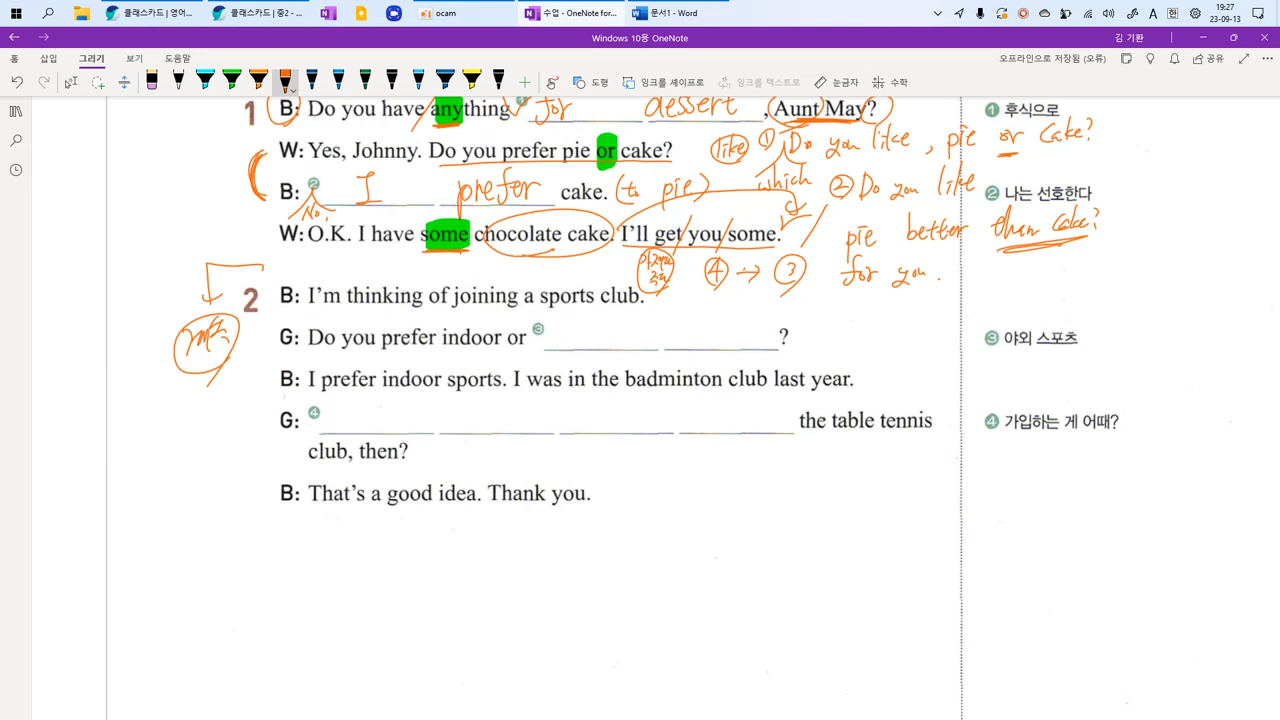 클래스카드 | 영어...
클래스카드 | 중2 - ...
ocam
수업 - OneNote for...
문서1 - Word
19:27
23-09-13
Windows 10용 OneNote
김 기환
홈 삽입 그리기 보기 도움말
오프라인으로 저장됨 (오류)
공유
도형
잉크를 셰이프로
잉크를 텍스트로
눈금자
수학
1 B: Do you have anything ① for dessert, Aunt May?
① 후식으로
W: Yes, Johnny. Do you prefer pie or cake?
like ① Do you like, pie or cake?
which
B: ② I prefer cake. (to pie)
No.
② Do you like
② 나는 선호한다
pie better than cake?
W: O.K. I have some chocolate cake. I'll get you some.
④ → ③
for you.
2 B: I'm thinking of joining a sports club.
G: Do you prefer indoor or ③ ?
③ 야외 스포츠
B: I prefer indoor sports. I was in the badminton club last year.
G: ④ the table tennis
④ 가입하는 게 어때?
club, then?
B: That's a good idea. Thank you.